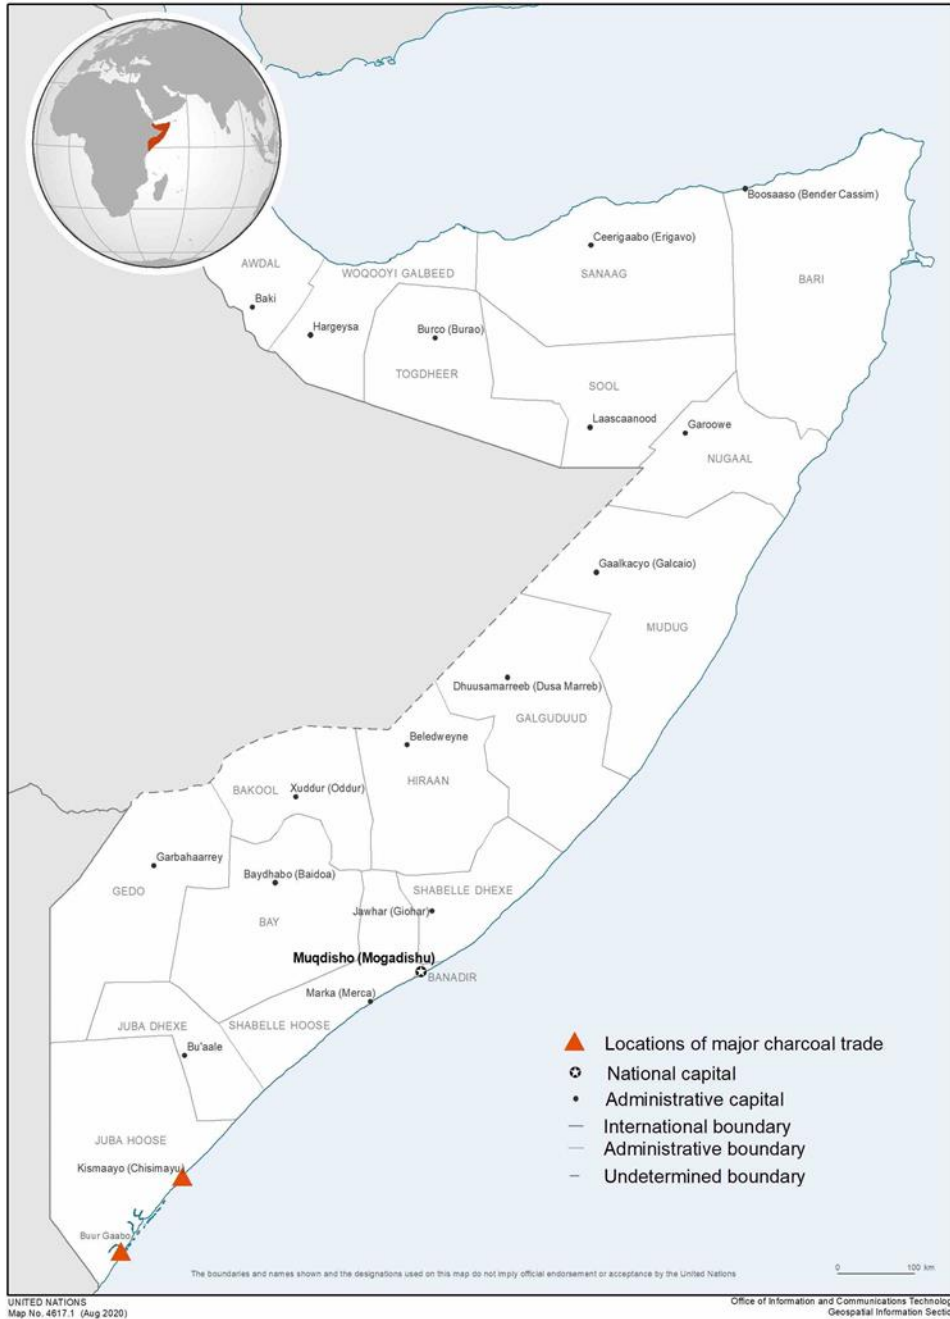 Boosaaso (Bender Cassim)
Ceerigaabo (Erigavo)
AWDAL
WOQOOYI GALBEED
SANAAG
BARI
Baki
Hargeysa
Burco (Burao)
TOGDHEER
SOOL
Laascaanood
Garoowe
NUGAAL
Gaalkacyo (Galcaio)
MUDUG
Dhuusamarreeb (Dusa Marreb)
GALGUDUUD
Beledweyne
HIRAAN
BAKOOL
Xuddur (Oddur)
Garbahaarrey
Baydhabo (Baidoa)
GEDO
SHABELLE DHEXE
Jawhar (Giohar)
BAY
Muqdisho (Mogadishu)
BANADIR
Marka (Merca)
JUBA DHEXE
SHABELLE HOOSE
Bu'aale
Locations of major charcoal trade
National capital
Administrative capital
International boundary
Administrative boundary
Undetermined boundary
JUBA HOOSE
Kismaayo (Chisimayu)
Buur Gaabo
The boundaries and names shown and the designations used on this map do not imply official endorsement or acceptance by the United Nations
0 100 km
UNITED NATIONS
Map No. 4617.1 (Aug 2020)
Office of Information and Communications Technolog
Geospatial Information Sectio